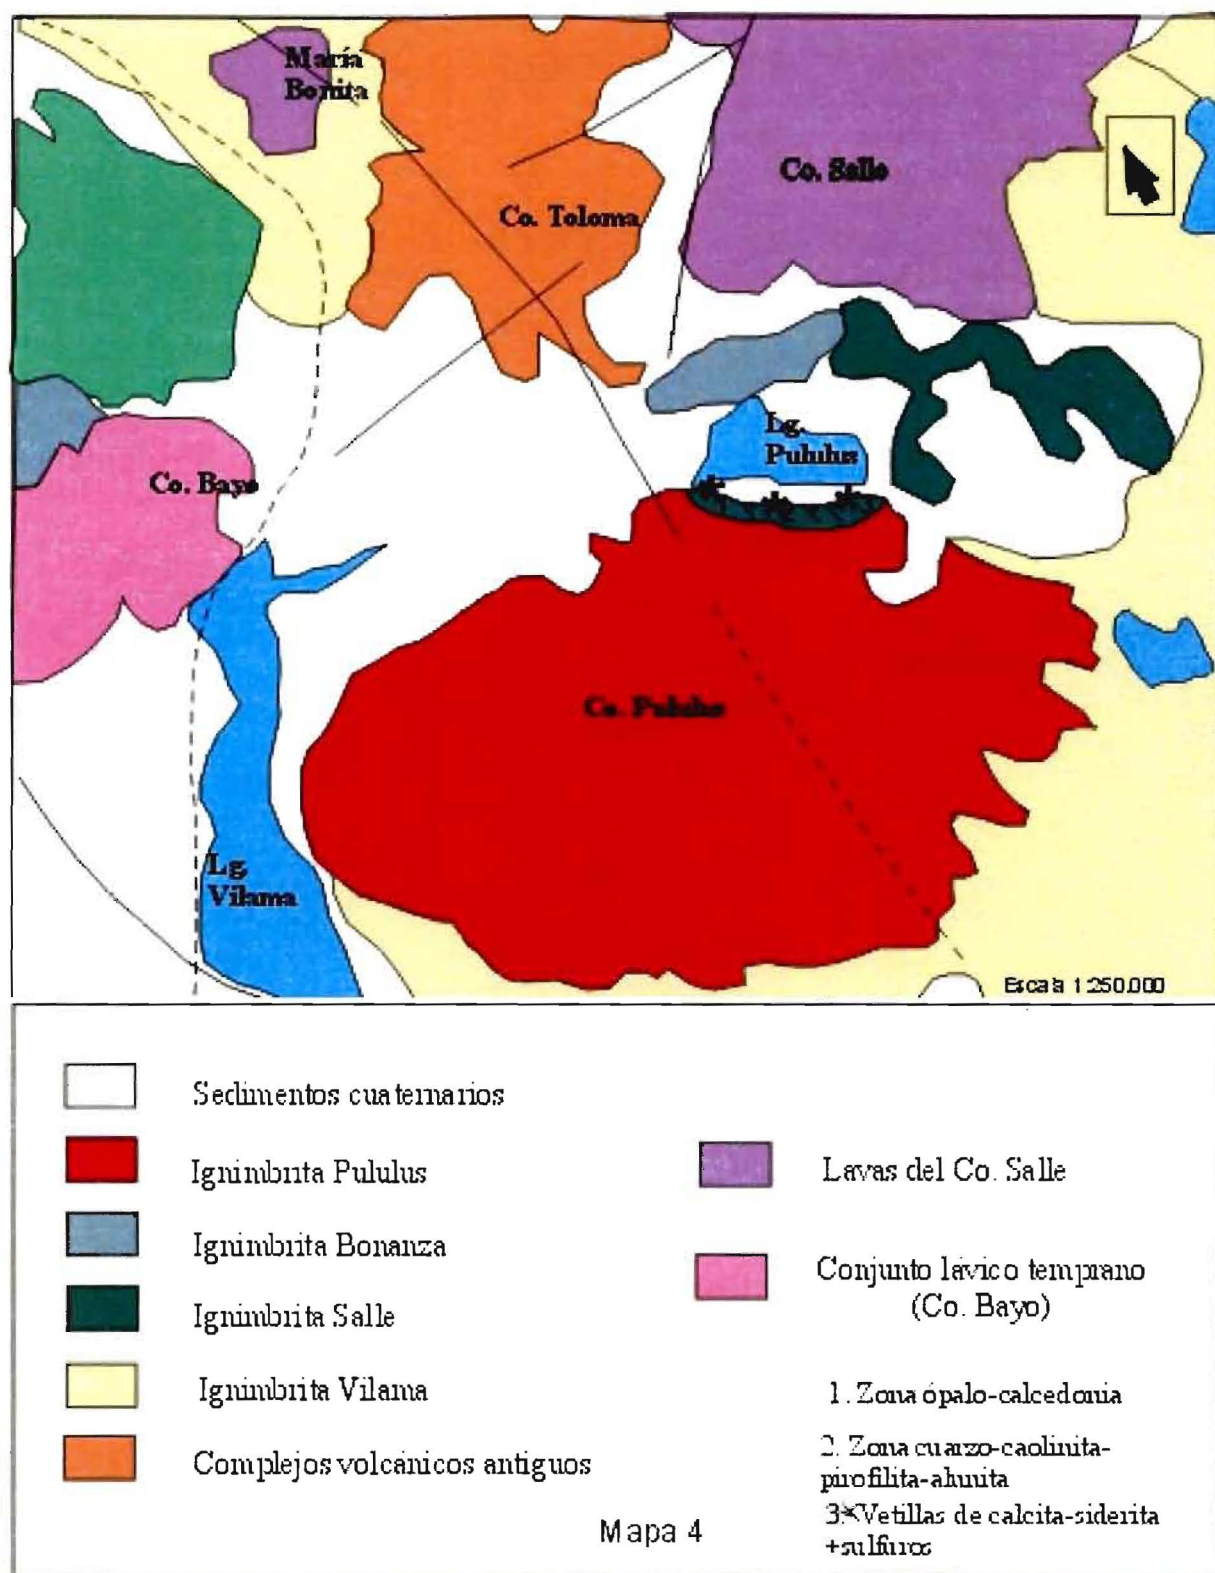 María
Bonita
Co. Toloma
Co. Salle
Lg.
Pululus
Co. Bayo
Co. Pululus
Lg.
Vilama
Escala 1:250.000
Sedimentos cuaternarios
Ignimbrita Pululus
Ignimbrita Bonanza
Ignimbrita Salle
Ignimbrita Vilama
Complejos volcánicos antiguos
Lavas del Co. Salle
Conjunto lávico temprano
(Co. Bayo)
1. Zona ópalo-calcedonia
2. Zona cuarzo-caolinita-
pirofilita-alunita
3. Vetillas de calcita-siderita
+sulfuros
Mapa 4